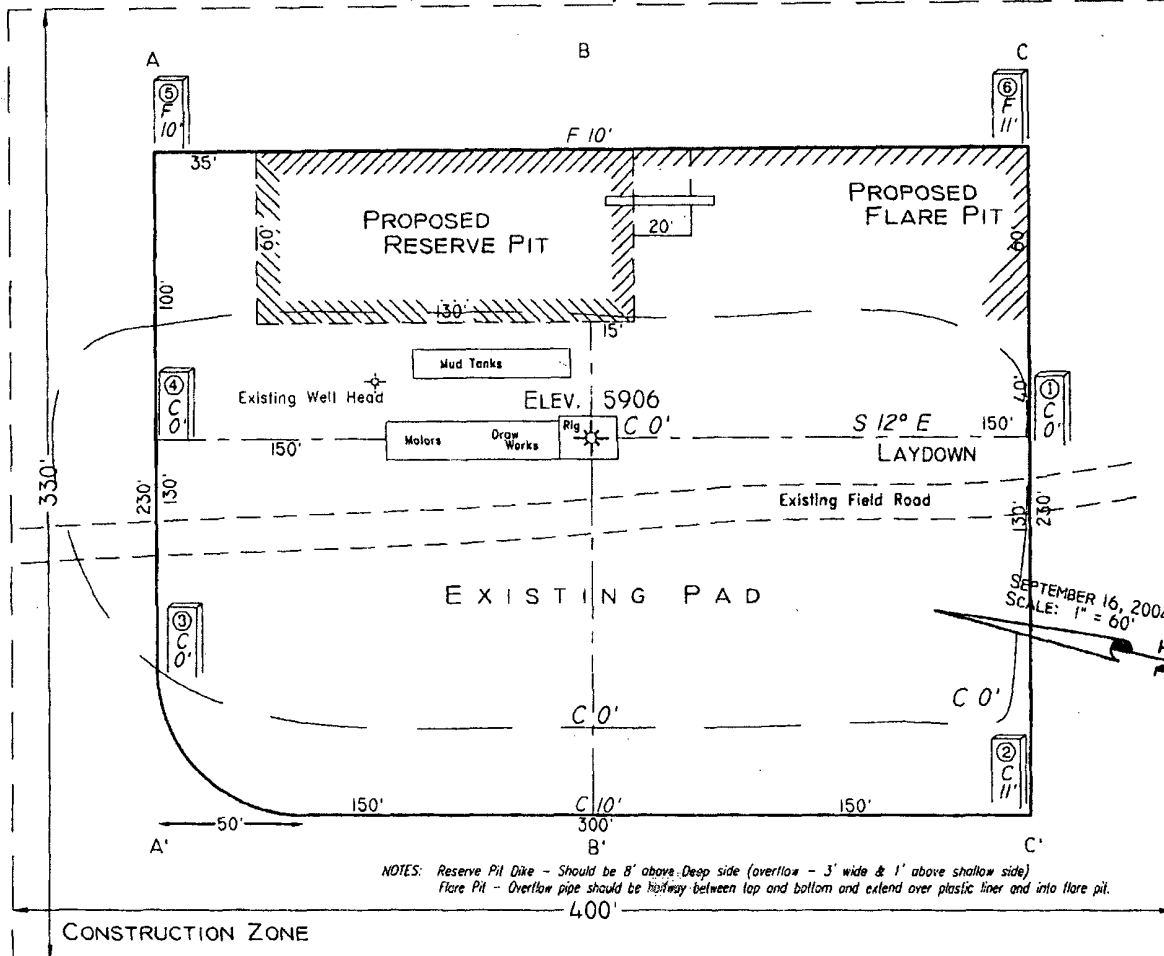 A
B
C
⑤
F
10'
⑥
F
11'
F 10'
35'
PROPOSED
RESERVE PIT
PROPOSED
FLARE PIT
60'
20'
60'
100'
130'
15'
Mud Tanks
④
C
0'
Existing Well Head
ELEV. 5906
C 0'
40'
①
C
0'
Motors
Draw
Works
Rig
150'
S 12° E
150'
LAYDOWN
330'
230'
130'
Existing Field Road
130'
230'
EXISTING PAD
SEPTEMBER 16, 2004
SCALE: 1" = 60'
③
C
0'
C 0'
C 0'
②
C
11'
150'
C 10'
150'
50'
300'
A'
B'
C'
NOTES: Reserve Pit Dike - Should be 8' above Deep side (overflow - 3' wide & 1' above shallow side)
Flare Pit - Overflow pipe should be halfway between top and bottom and extend over plastic liner and into flare pit.
400'
CONSTRUCTION ZONE